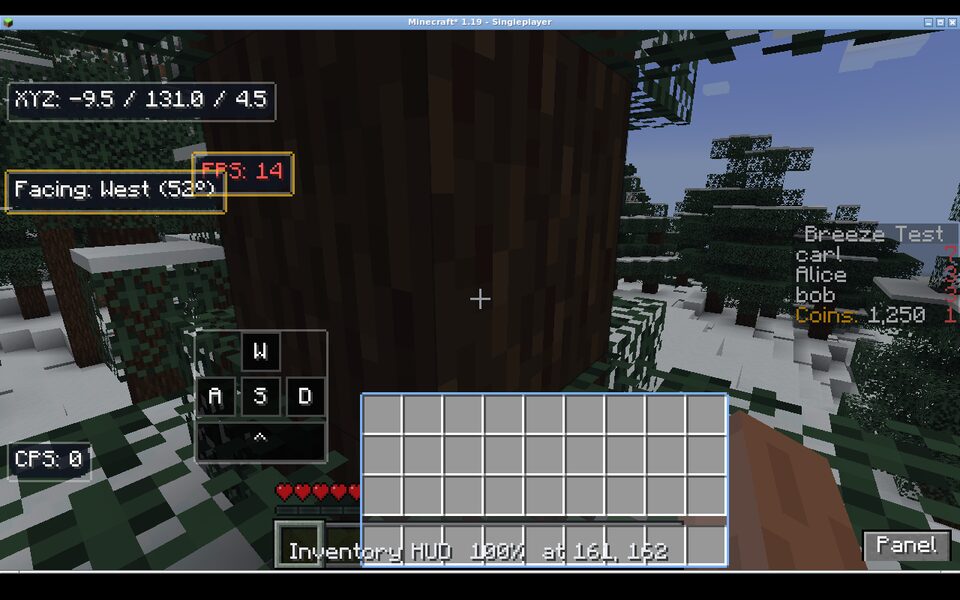 Minecraft* 1.19 - Singleplayer
XYZ: -9.5 / 131.0 / 4.5
FPS: 14
Facing: West (52°)
Breeze Test
carl
Alice
bob
Coins: 1,250 1
W
A S D
^
CPS: 0
Inventory HUD 100% at 161, 162
Panel